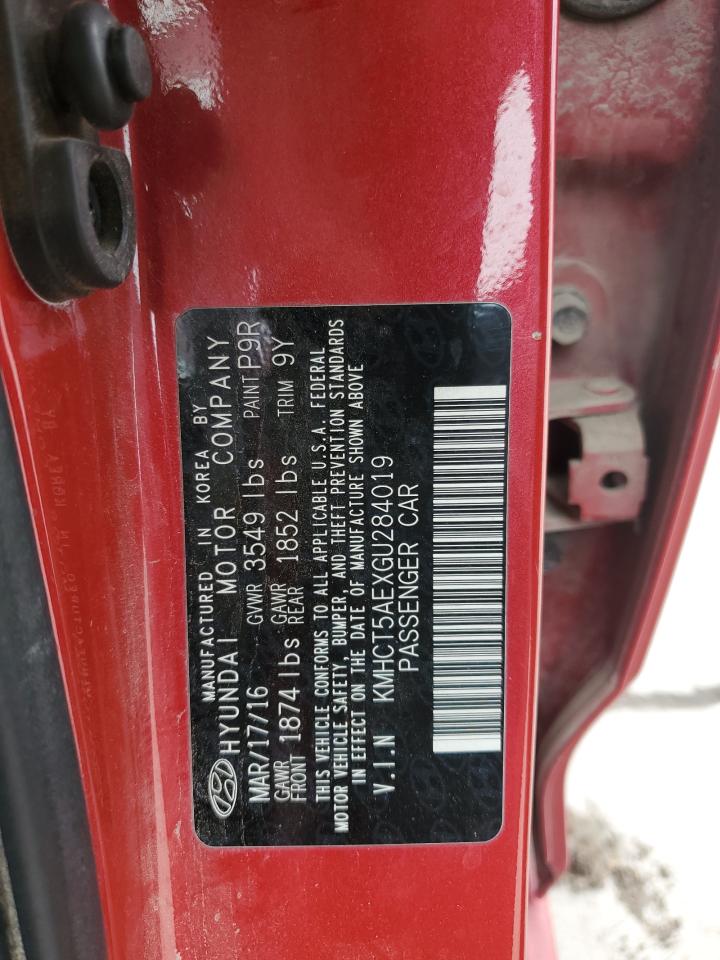 MANUFACTURED IN KOREA BY
HYUNDAI MOTOR COMPANY
MAR/17/16 GVWR 3549 lbs PAINT P9R
GAWR FRONT 1874 lbs GAWR REAR 1852 lbs TRIM 9Y
THIS VEHICLE CONFORMS TO ALL APPLICABLE U.S.A. FEDERAL
MOTOR VEHICLE SAFETY, BUMPER, AND THEFT PREVENTION STANDARDS
IN EFFECT ON THE DATE OF MANUFACTURE SHOWN ABOVE
V.I.N KMHCT5AEXGU284019
PASSENGER CAR